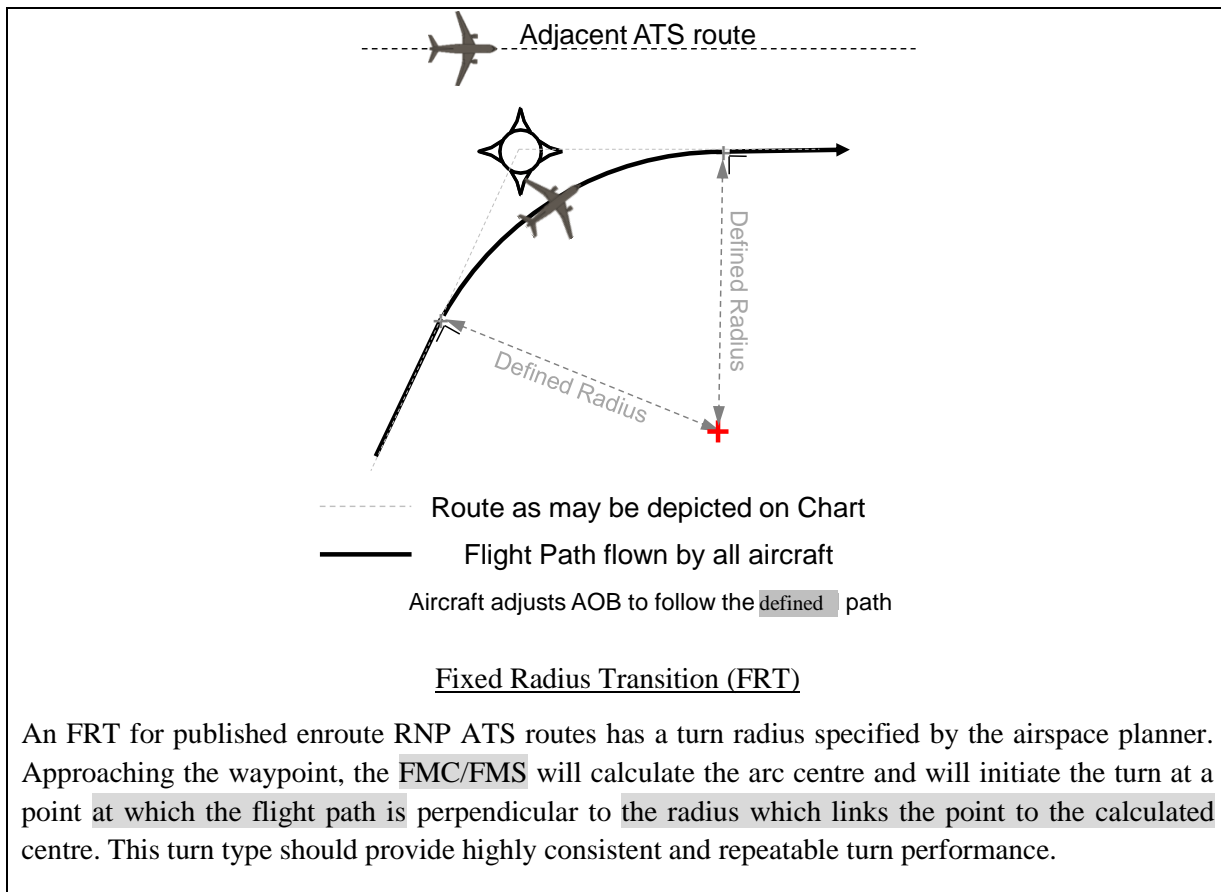 Adjacent ATS route
Defined Radius
Defined Radius
Route as may be depicted on Chart
Flight Path flown by all aircraft
Aircraft adjusts AOB to follow the defined path
Fixed Radius Transition (FRT)
An FRT for published enroute RNP ATS routes has a turn radius specified by the airspace planner.
Approaching the waypoint, the FMC/FMS will calculate the arc centre and will initiate the turn at a
point at which the flight path is perpendicular to the radius which links the point to the calculated
centre. This turn type should provide highly consistent and repeatable turn performance.